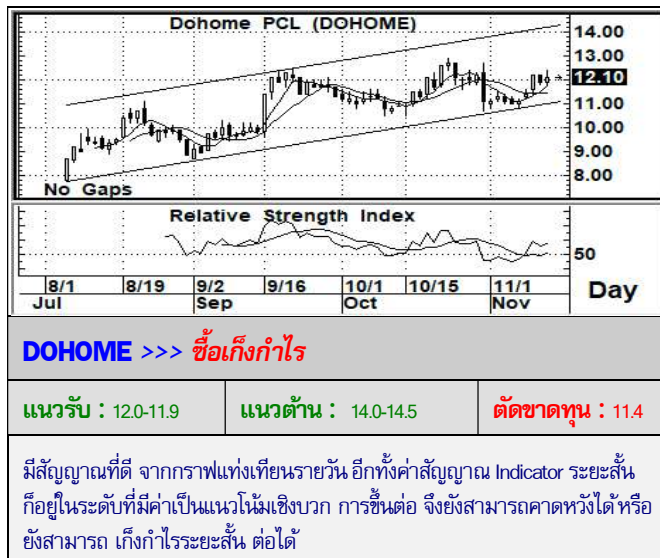 Dohome PCL (DOHOME)
14.00
13.00
12.10
11.00
10.00
9.00
8.00
No Gaps
Relative Strength Index
50
8/1 8/19 9/2 9/16 10/1 10/15 11/1
Jul Sep Oct Nov
Day
DOHOME >>> ซื้อเก็งกำไร
แนวรับ : 12.0-11.9 แนวต้าน : 14.0-14.5 ตัดขาดทุน : 11.4
มีสัญญาณที่ดี จากกราฟแท่งเทียนรายวัน อีกทั้งค่าสัญญาณ Indicator ระยะสั้น
ก็อยู่ในระดับที่มีค่าเป็นแนวโน้มเชิงบวก การขึ้นต่อ จึงยังสามารถคาดหวังได้หรือ
ยังสามารถ เก็งกำไรระยะสั้น ต่อได้